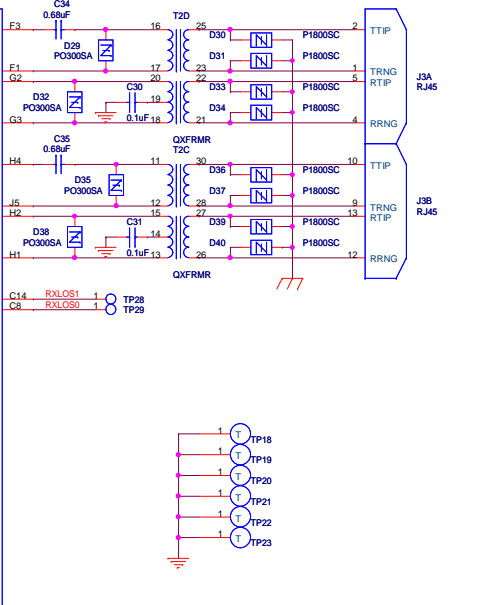 C34
T2D
F3 0.68uF 16 25 D30 P1800SC 2 TTIP
D29
PO300SA
D31 P1800SC
J3A
RJ45
F1 17 23 1 TRNG
G2 20 22 5 RTIP
D32
PO300SA
C30
19
D33 P1800SC
0.1uF
D34 P1800SC
G3 18 21 4 RRNG
QXFRMR
C35
0.68uF
T2C
H4 11 30 10 TTIP
D36 P1800SC
D35
PO300SA
D37 P1800SC
J3B
RJ45
J5 12 28 9 TRNG
H2 15 27 13 RTIP
D38
PO300SA
C31
14
D39 P1800SC
0.1uF
D40 P1800SC
H1 13 26 12 RRNG
QXFRMR
C14 RXLOS1 1 TP28
C8 RXLOS0 1 TP29
1 T TP18
1 T TP19
1 T TP20
1 T TP21
1 T TP22
1 T TP23